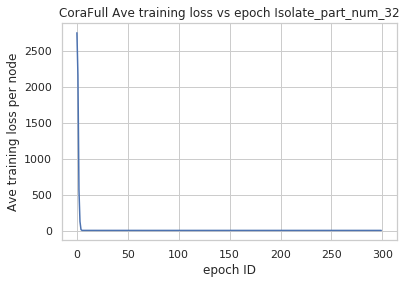 CoraFull Ave training loss vs epoch Isolate_part_num_32
Ave training loss per node
2500
2000
1500
1000
500
0
0 50 100 150 200 250 300
epoch ID